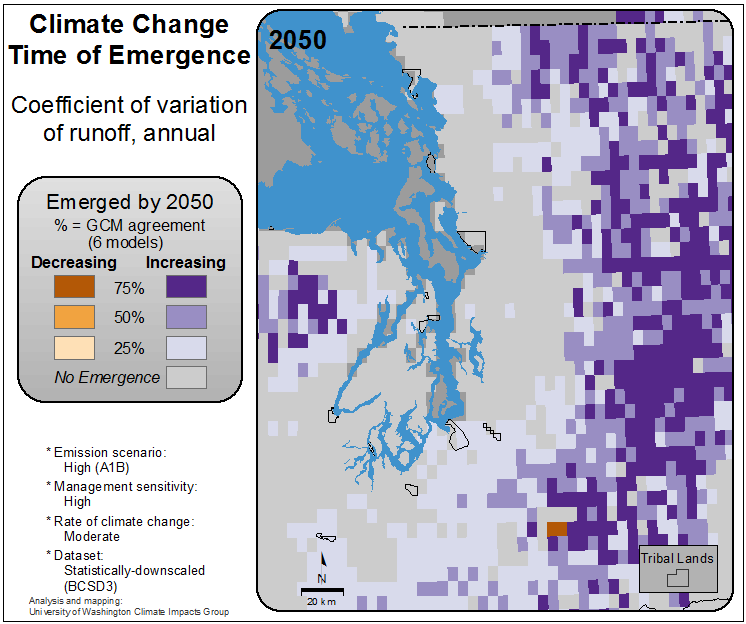 Climate Change
Time of Emergence
Coefficient of variation
of runoff, annual
Emerged by 2050
% = GCM agreement
(6 models)
Decreasing Increasing
75%
50%
25%
No Emergence
* Emission scenario:
High (A1B)
* Management sensitivity:
High
* Rate of climate change:
Moderate
* Dataset:
Statistically-downscaled
(BCSD3)
Analysis and mapping:
University of Washington Climate Impacts Group
2050
N
20 km
Tribal Lands